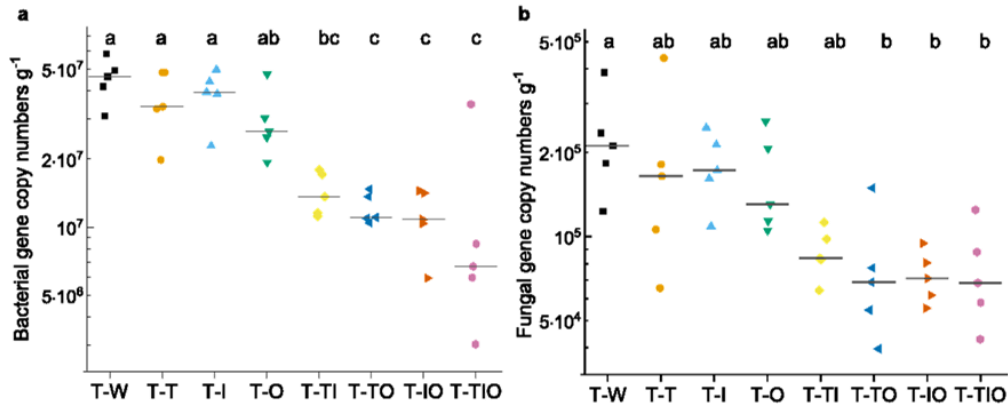 a
a a a ab bc c c c
Bacterial gene copy numbers g⁻¹
5·10⁷
2·10⁷
10⁷
5·10⁶
T-W T-T T-I T-O T-TI T-TO T-IO T-TIO
b
a ab ab ab ab b b b
Fungal gene copy numbers g⁻¹
5·10⁵
2·10⁵
10⁵
5·10⁴
T-W T-T T-I T-O T-TI T-TO T-IO T-TIO